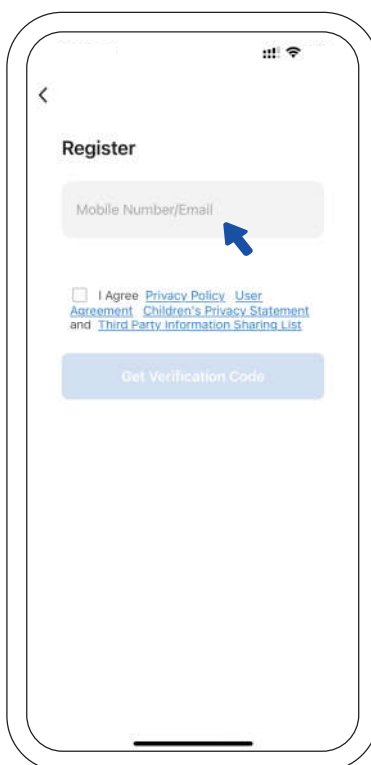 Register
Mobile Number/Email
I Agree Privacy Policy User
Agreement Children's Privacy Statement
and Third Party Information Sharing List
Get Verification Code